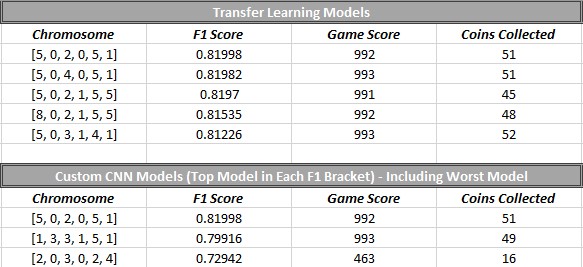 Transfer Learning Models
Chromosome F1 Score Game Score Coins Collected
[5, 0, 2, 0, 5, 1] 0.81998 992 51
[5, 0, 4, 0, 5, 1] 0.81982 993 51
[5, 0, 2, 1, 5, 5] 0.8197 991 45
[8, 0, 2, 1, 5, 5] 0.81535 992 48
[5, 0, 3, 1, 4, 1] 0.81226 993 52
Custom CNN Models (Top Model in Each F1 Bracket) - Including Worst Model
Chromosome F1 Score Game Score Coins Collected
[5, 0, 2, 0, 5, 1] 0.81998 992 51
[1, 3, 3, 1, 5, 1] 0.79916 993 49
[2, 0, 3, 0, 2, 4] 0.72942 463 16